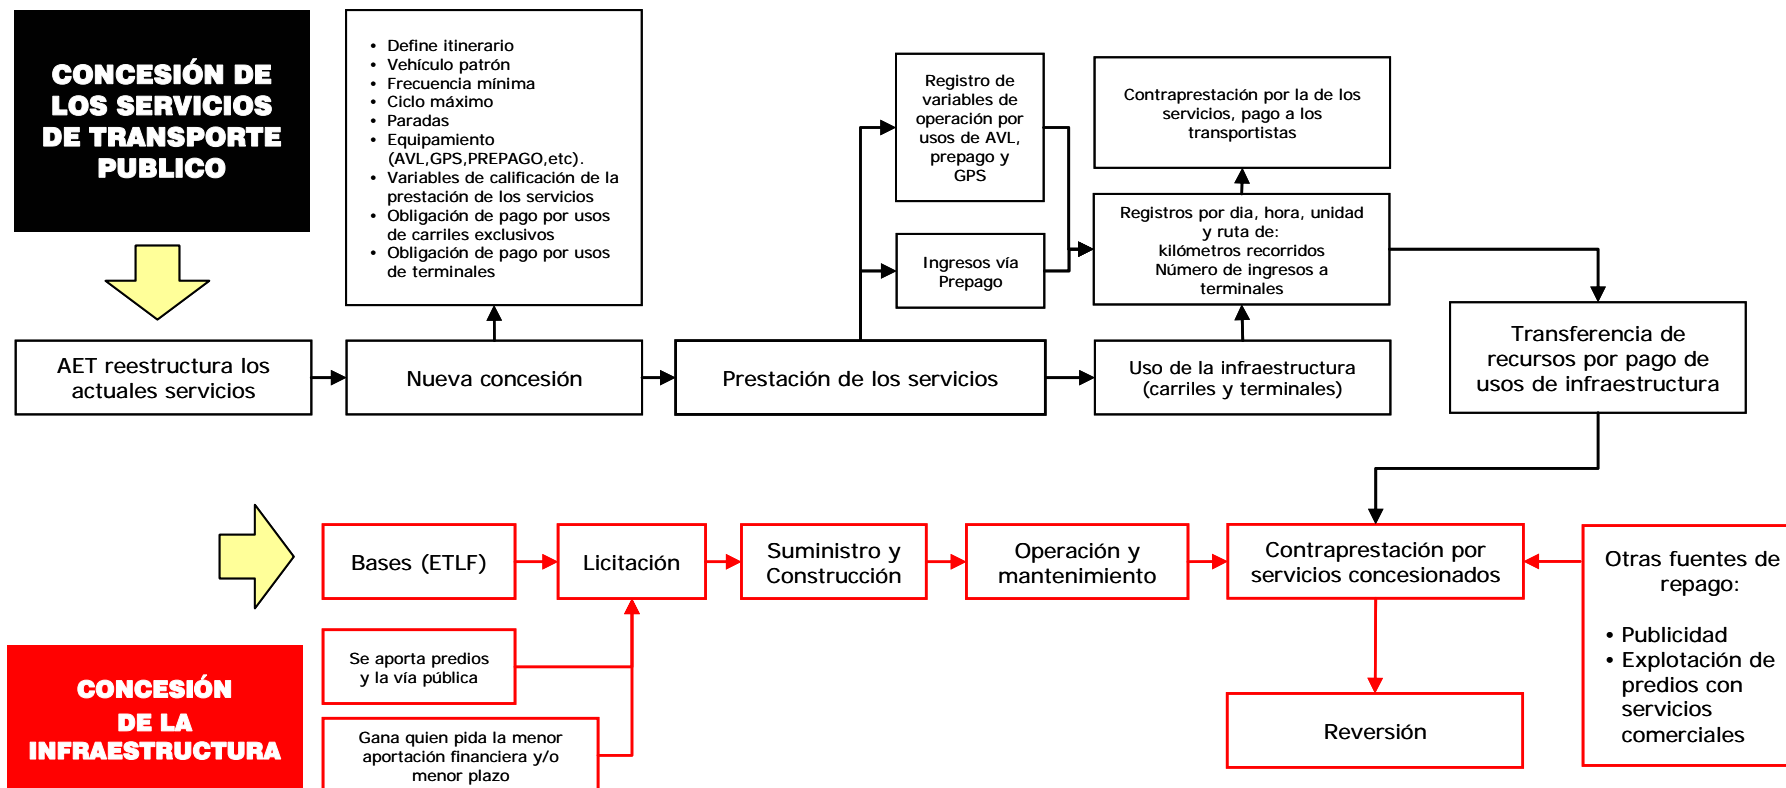 CONCESIÓN DE
LOS SERVICIOS
DE TRANSPORTE
PUBLICO
• Define itinerario
• Vehículo patrón
• Frecuencia mínima
• Ciclo máximo
• Paradas
• Equipamiento
(AVL,GPS,PREPAGO,etc).
• Variables de calificación de la
prestación de los servicios
• Obligación de pago por usos
de carriles exclusivos
• Obligación de pago por usos
de terminales
Registro de
variables de
operación por
usos de AVL,
prepago y
GPS
Contraprestación por la de los
servicios, pago a los
transportistas
Ingresos vía
Prepago
Registros por dia, hora, unidad
y ruta de:
kilómetros recorridos
Número de ingresos a
terminales
AET reestructura los
actuales servicios
Nueva concesión
Prestación de los servicios
Uso de la infraestructura
(carriles y terminales)
Transferencia de
recursos por pago de
usos de infraestructura
Bases (ETLF)
Licitación
Suministro y
Construcción
Operación y
mantenimiento
Contraprestación por
servicios concesionados
Otras fuentes de
repago:
• Publicidad
• Explotación de
predios con
servicios
comerciales
Se aporta predios
y la vía pública
CONCESIÓN
DE LA
INFRAESTRUCTURA
Gana quien pida la menor
aportación financiera y/o
menor plazo
Reversión